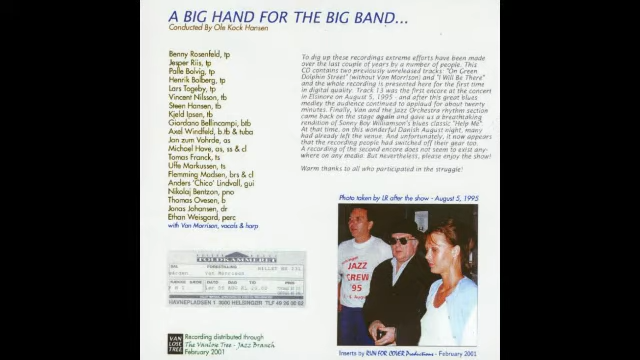 A BIG HAND FOR THE BIG BAND...
Conducted By Ole Kock Hansen
Benny Rosenfeld, tp
Jesper Riis, tp
Palle Bolvig, tp
Henrik Bolberg, tp
Lars Togeby, tp
Vincent Nilsson, tb
Steen Hansen, tb
Kjeld Ipsen, tb
Giordano Bellincampi, btb
Axel Windfeld, b.tb & tuba
Jan zum Vohrde, as
Michael Hove, as, ss & cl
Tomas Franck, ts
Uffe Markussen, ts
Flemming Madsen, brs & cl
Anders 'Chico' Lindvall, gui
Nikolaj Bentzon, pno
Thomas Ovesen, b
Jonas Johansen, dr
Ethan Weisgard, perc
with Van Morrison, vocals & harp
To dig up these recordings extreme efforts have been made
over the last couple of years by a number of people. This
CD contains two previously unreleased tracks: "On Green
Dolphin Street" (without Van Morrison) and "I Will Be There"
and the whole recording is presented here for the first time
in digital quality. Track 13 was the first encore at the concert
in Elsinore on August 5, 1995 - and after this great blues
medley the audience continued to applaud for about twenty
minutes. Finally, Van and the Jazz Orchestra rhythm section
came back on the stage again and gave us a breathtaking
rendition of Sonny Boy Williamson's blues classic "Help Me"
At that time, on this wonderful Danish August night, many
had already left the venue. And unfortunately, it now appears
that the recording people had switched off their gear too.
A recording of the second encore does not seem to exist any-
where on any media. But nevertheless, please enjoy the show!
Warm thanks to all who participated in the struggle!
Photo taken by LR after the show - August 5, 1995
JAZZ
CREW
95
FORESTILLING
Van Morrison
HAVNEPLADSEN 1 3000 HELSINGØR TLF 49
VAN
LOSE
TREE
Recording distributed through
The Vanlose Tree - Jazz Branch
February 2001
Inserts by RUN FOR COVER Productions - February 2001